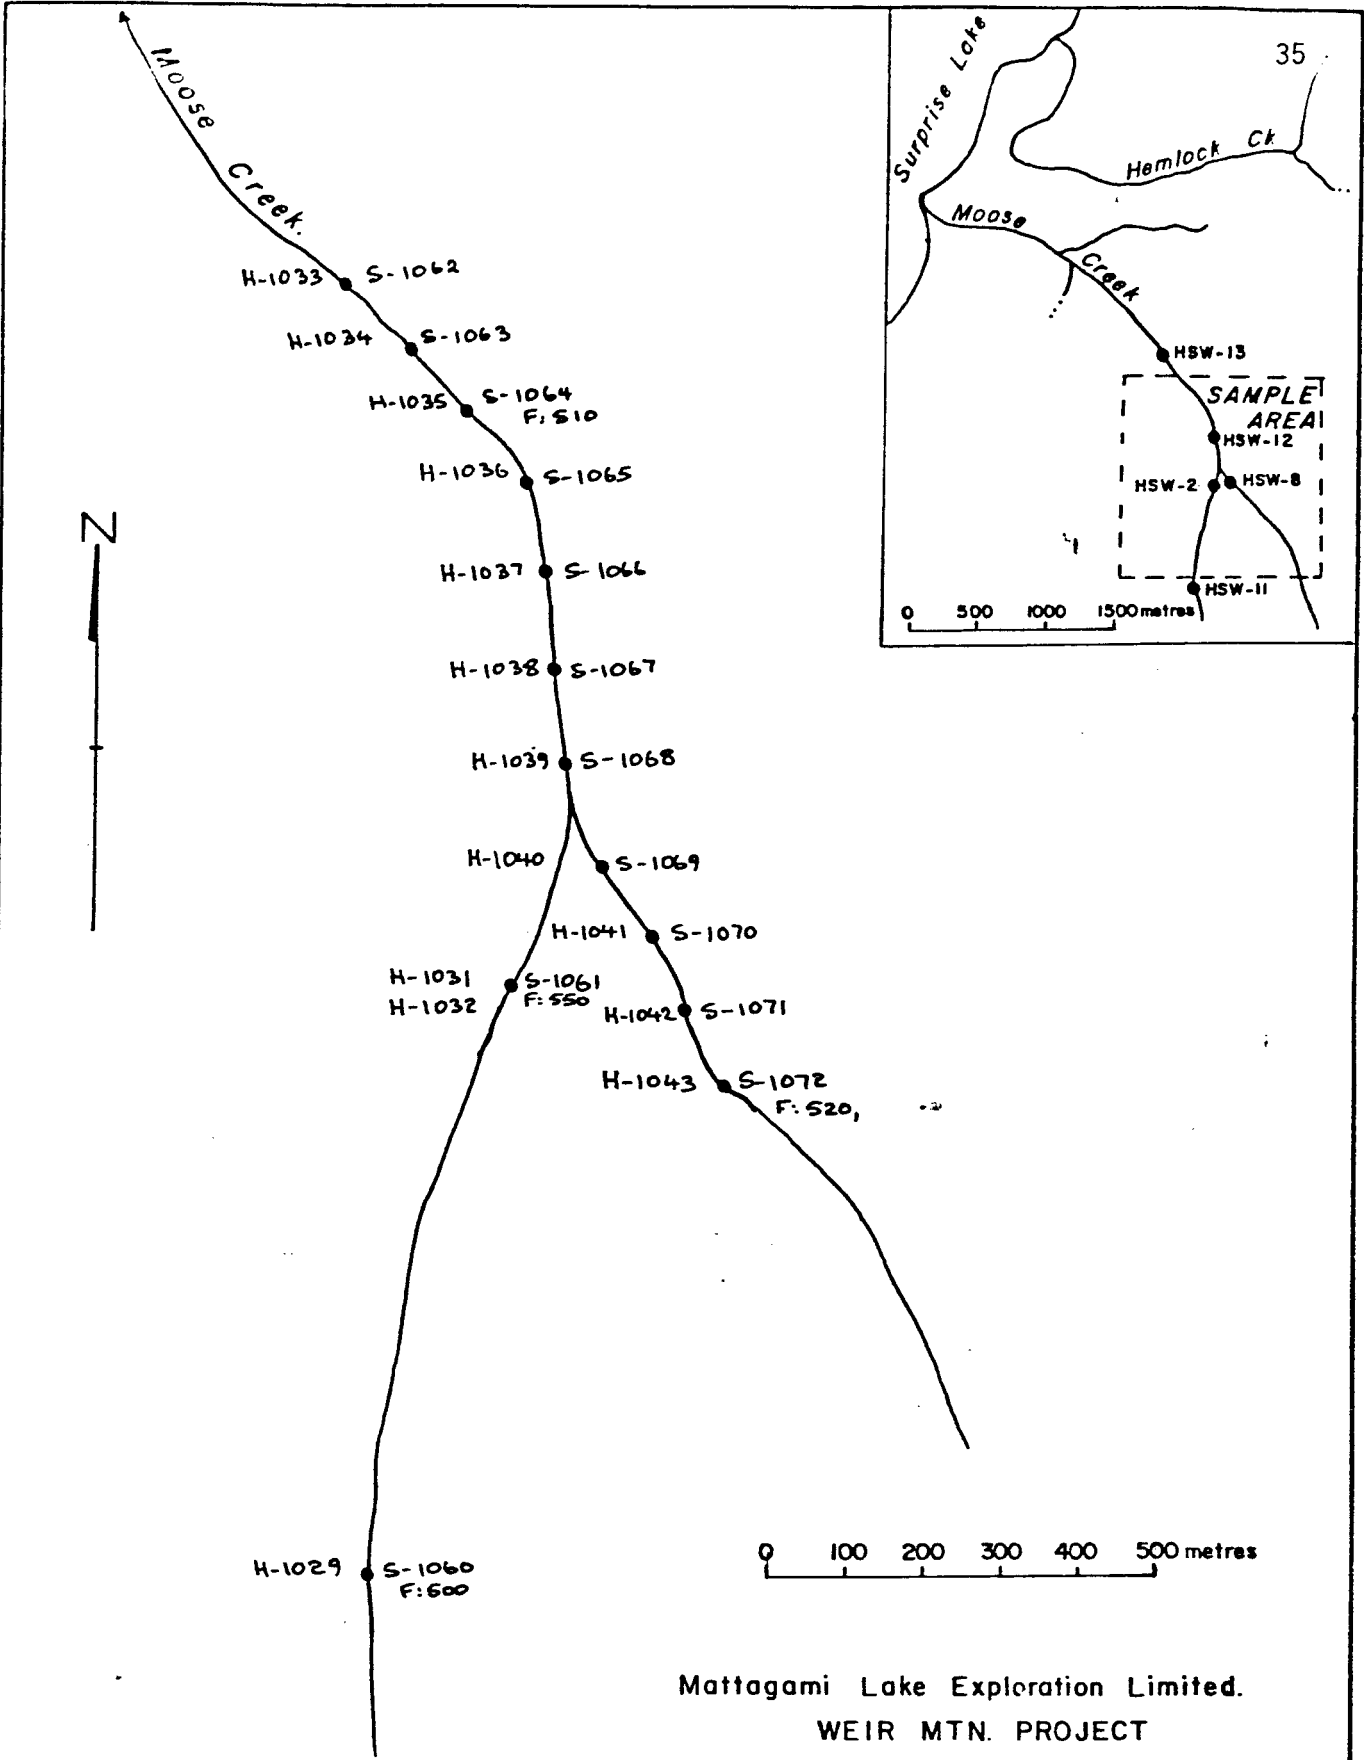 35
Surprise Lake
Hemlock Ck
Moose
Creek
HSW-13
SAMPLE
AREA
HSW-12
HSW-2
HSW-8
HSW-11
0 500 1000 1500 metres
Moose Creek.
H-1033 S-1062
H-1034 S-1063
H-1035 S-1064
F: 510
H-1036 S-1065
N
H-1037 S-1066
H-1038 S-1067
H-1039 S-1068
H-1040 S-1069
H-1041 S-1070
H-1031 S-1061
H-1032 F: 550
H-1042 S-1071
H-1043 S-1072
F: 520,
H-1029 S-1060
0 100 200 300 400 500 metres
Mattagami Lake Exploration Limited.
WEIR MTN. PROJECT